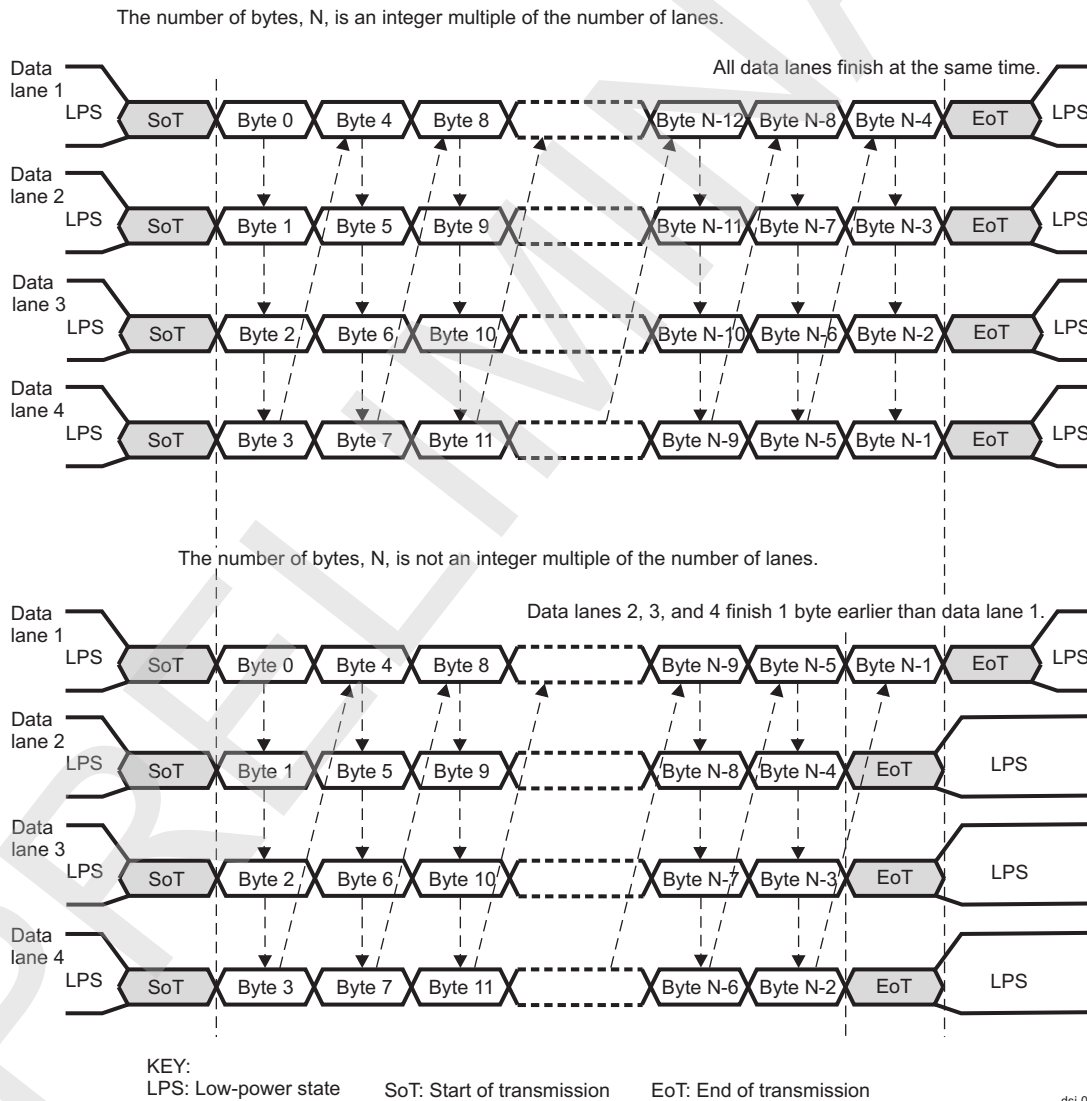 The number of bytes, N, is an integer multiple of the number of lanes.
All data lanes finish at the same time.
Data lane 1
LPS SoT Byte 0 Byte 4 Byte 8 Byte N-12 Byte N-8 Byte N-4 EoT LPS
Data lane 2
LPS SoT Byte 1 Byte 5 Byte 9 Byte N-11 Byte N-7 Byte N-3 EoT LPS
Data lane 3
LPS SoT Byte 2 Byte 6 Byte 10 Byte N-10 Byte N-6 Byte N-2 EoT LPS
Data lane 4
LPS SoT Byte 3 Byte 7 Byte 11 Byte N-9 Byte N-5 Byte N-1 EoT LPS
The number of bytes, N, is not an integer multiple of the number of lanes.
Data lanes 2, 3, and 4 finish 1 byte earlier than data lane 1.
Data lane 1
LPS SoT Byte 0 Byte 4 Byte 8 Byte N-9 Byte N-5 Byte N-1 EoT LPS
Data lane 2
LPS SoT Byte 1 Byte 5 Byte 9 Byte N-8 Byte N-4 EoT LPS
Data lane 3
LPS SoT Byte 2 Byte 6 Byte 10 Byte N-7 Byte N-3 EoT LPS
Data lane 4
LPS SoT Byte 3 Byte 7 Byte 11 Byte N-6 Byte N-2 EoT LPS
KEY:
LPS: Low-power state SoT: Start of transmission EoT: End of transmission